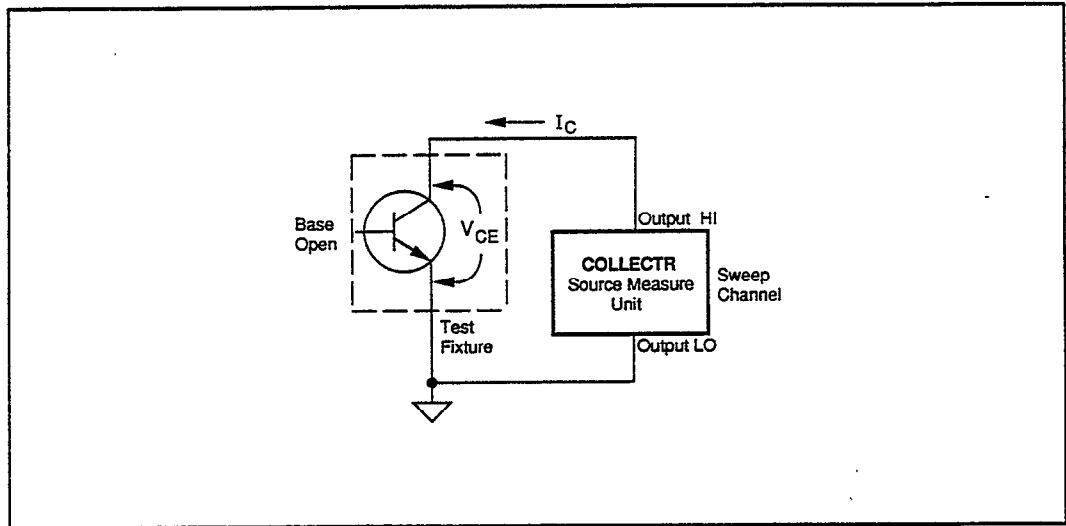 I_C
Base
Open
V_CE
Output HI
COLLECTR
Source Measure
Unit
Sweep
Channel
Test
Fixture
Output LO